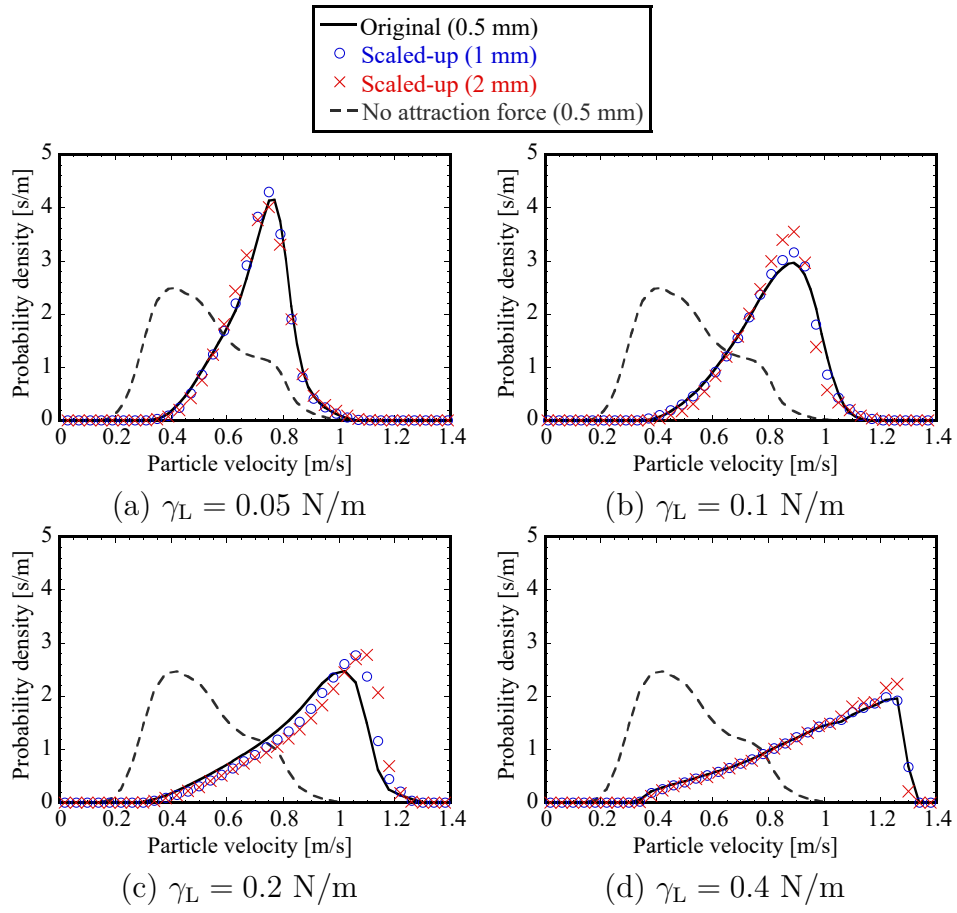 Original (0.5 mm)
Scaled-up (1 mm)
Scaled-up (2 mm)
No attraction force (0.5 mm)
5
4
3
2
1
0
Probability density [s/m]
0 0.2 0.4 0.6 0.8 1 1.2 1.4
Particle velocity [m/s]
(a) γL = 0.05 N/m
5
4
3
2
1
0
Probability density [s/m]
0 0.2 0.4 0.6 0.8 1 1.2 1.4
Particle velocity [m/s]
(b) γL = 0.1 N/m
5
4
3
2
1
0
Probability density [s/m]
0 0.2 0.4 0.6 0.8 1 1.2 1.4
Particle velocity [m/s]
(c) γL = 0.2 N/m
5
4
3
2
1
0
Probability density [s/m]
0 0.2 0.4 0.6 0.8 1 1.2 1.4
Particle velocity [m/s]
(d) γL = 0.4 N/m